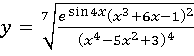 y = \sqrt[7]{\frac{e^{\sin 4x}(x^3+6x-1)^2}{(x^4-5x^2+3)^4}}